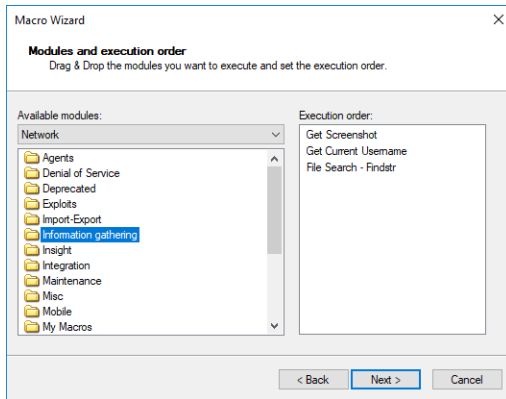 Macro Wizard
Modules and execution order
Drag & Drop the modules you want to execute and set the execution order.
Available modules:
Network
Agents
Denial of Service
Deprecated
Exploits
Import-Export
Information gathering
Insight
Integration
Maintenance
Misc
Mobile
My Macros
Execution order:
Get Screenshot
Get Current Username
File Search - Findstr
< Back
Next >
Cancel